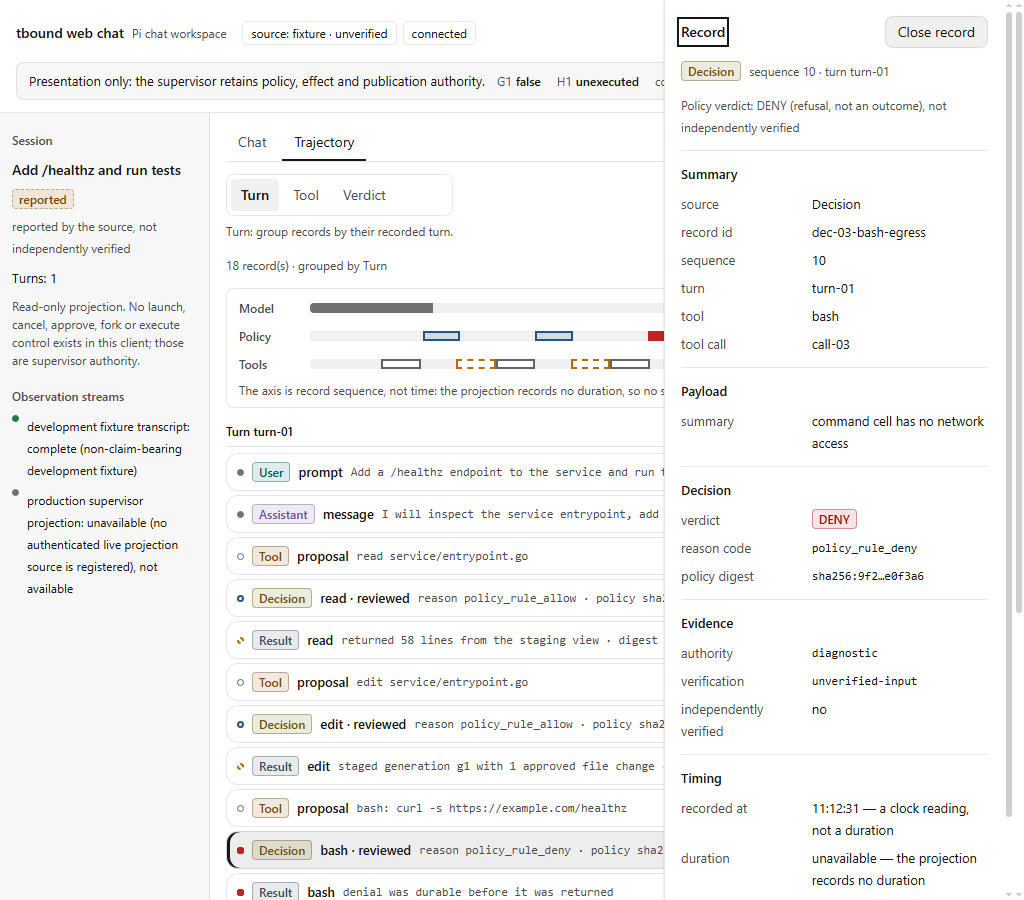 tbound web chat Pi chat workspace source: fixture · unverified connected
Presentation only: the supervisor retains policy, effect and publication authority. G1 false H1 unexecuted
Session
Add /healthz and run tests
reported
reported by the source, not
independently verified
Turns: 1
Read-only projection. No launch,
cancel, approve, fork or execute
control exists in this client; those
are supervisor authority.
Observation streams
development fixture transcript:
complete (non-claim-bearing
development fixture)
production supervisor
projection: unavailable (no
authenticated live projection
source is registered), not
available
Chat Trajectory
Turn Tool Verdict
Turn: group records by their recorded turn.
18 record(s) · grouped by Turn
Model
Policy
Tools
The axis is record sequence, not time: the projection records no duration, so no s
Turn turn-01
User prompt Add a /healthz endpoint to the service and run
Assistant message I will inspect the service entrypoint, add
Tool proposal read service/entrypoint.go
Decision read · reviewed reason policy_rule_allow · policy sha2
Result read returned 58 lines from the staging view · digest
Tool proposal edit service/entrypoint.go
Decision edit · reviewed reason policy_rule_allow · policy sha2
Result edit staged generation g1 with 1 approved file change
Tool proposal bash: curl -s https://example.com/healthz
Decision bash · reviewed reason policy_rule_deny · policy sha2
Result bash denial was durable before it was returned
Record Close record
Decision sequence 10 · turn turn-01
Policy verdict: DENY (refusal, not an outcome), not
independently verified
Summary
source Decision
record id dec-03-bash-egress
sequence 10
turn turn-01
tool bash
tool call call-03
Payload
summary command cell has no network
access
Decision
verdict DENY
reason code policy_rule_deny
policy digest sha256:9f2…e0f3a6
Evidence
authority diagnostic
verification unverified-input
independently no
verified
Timing
recorded at 11:12:31 — a clock reading,
not a duration
duration unavailable — the projection
records no duration